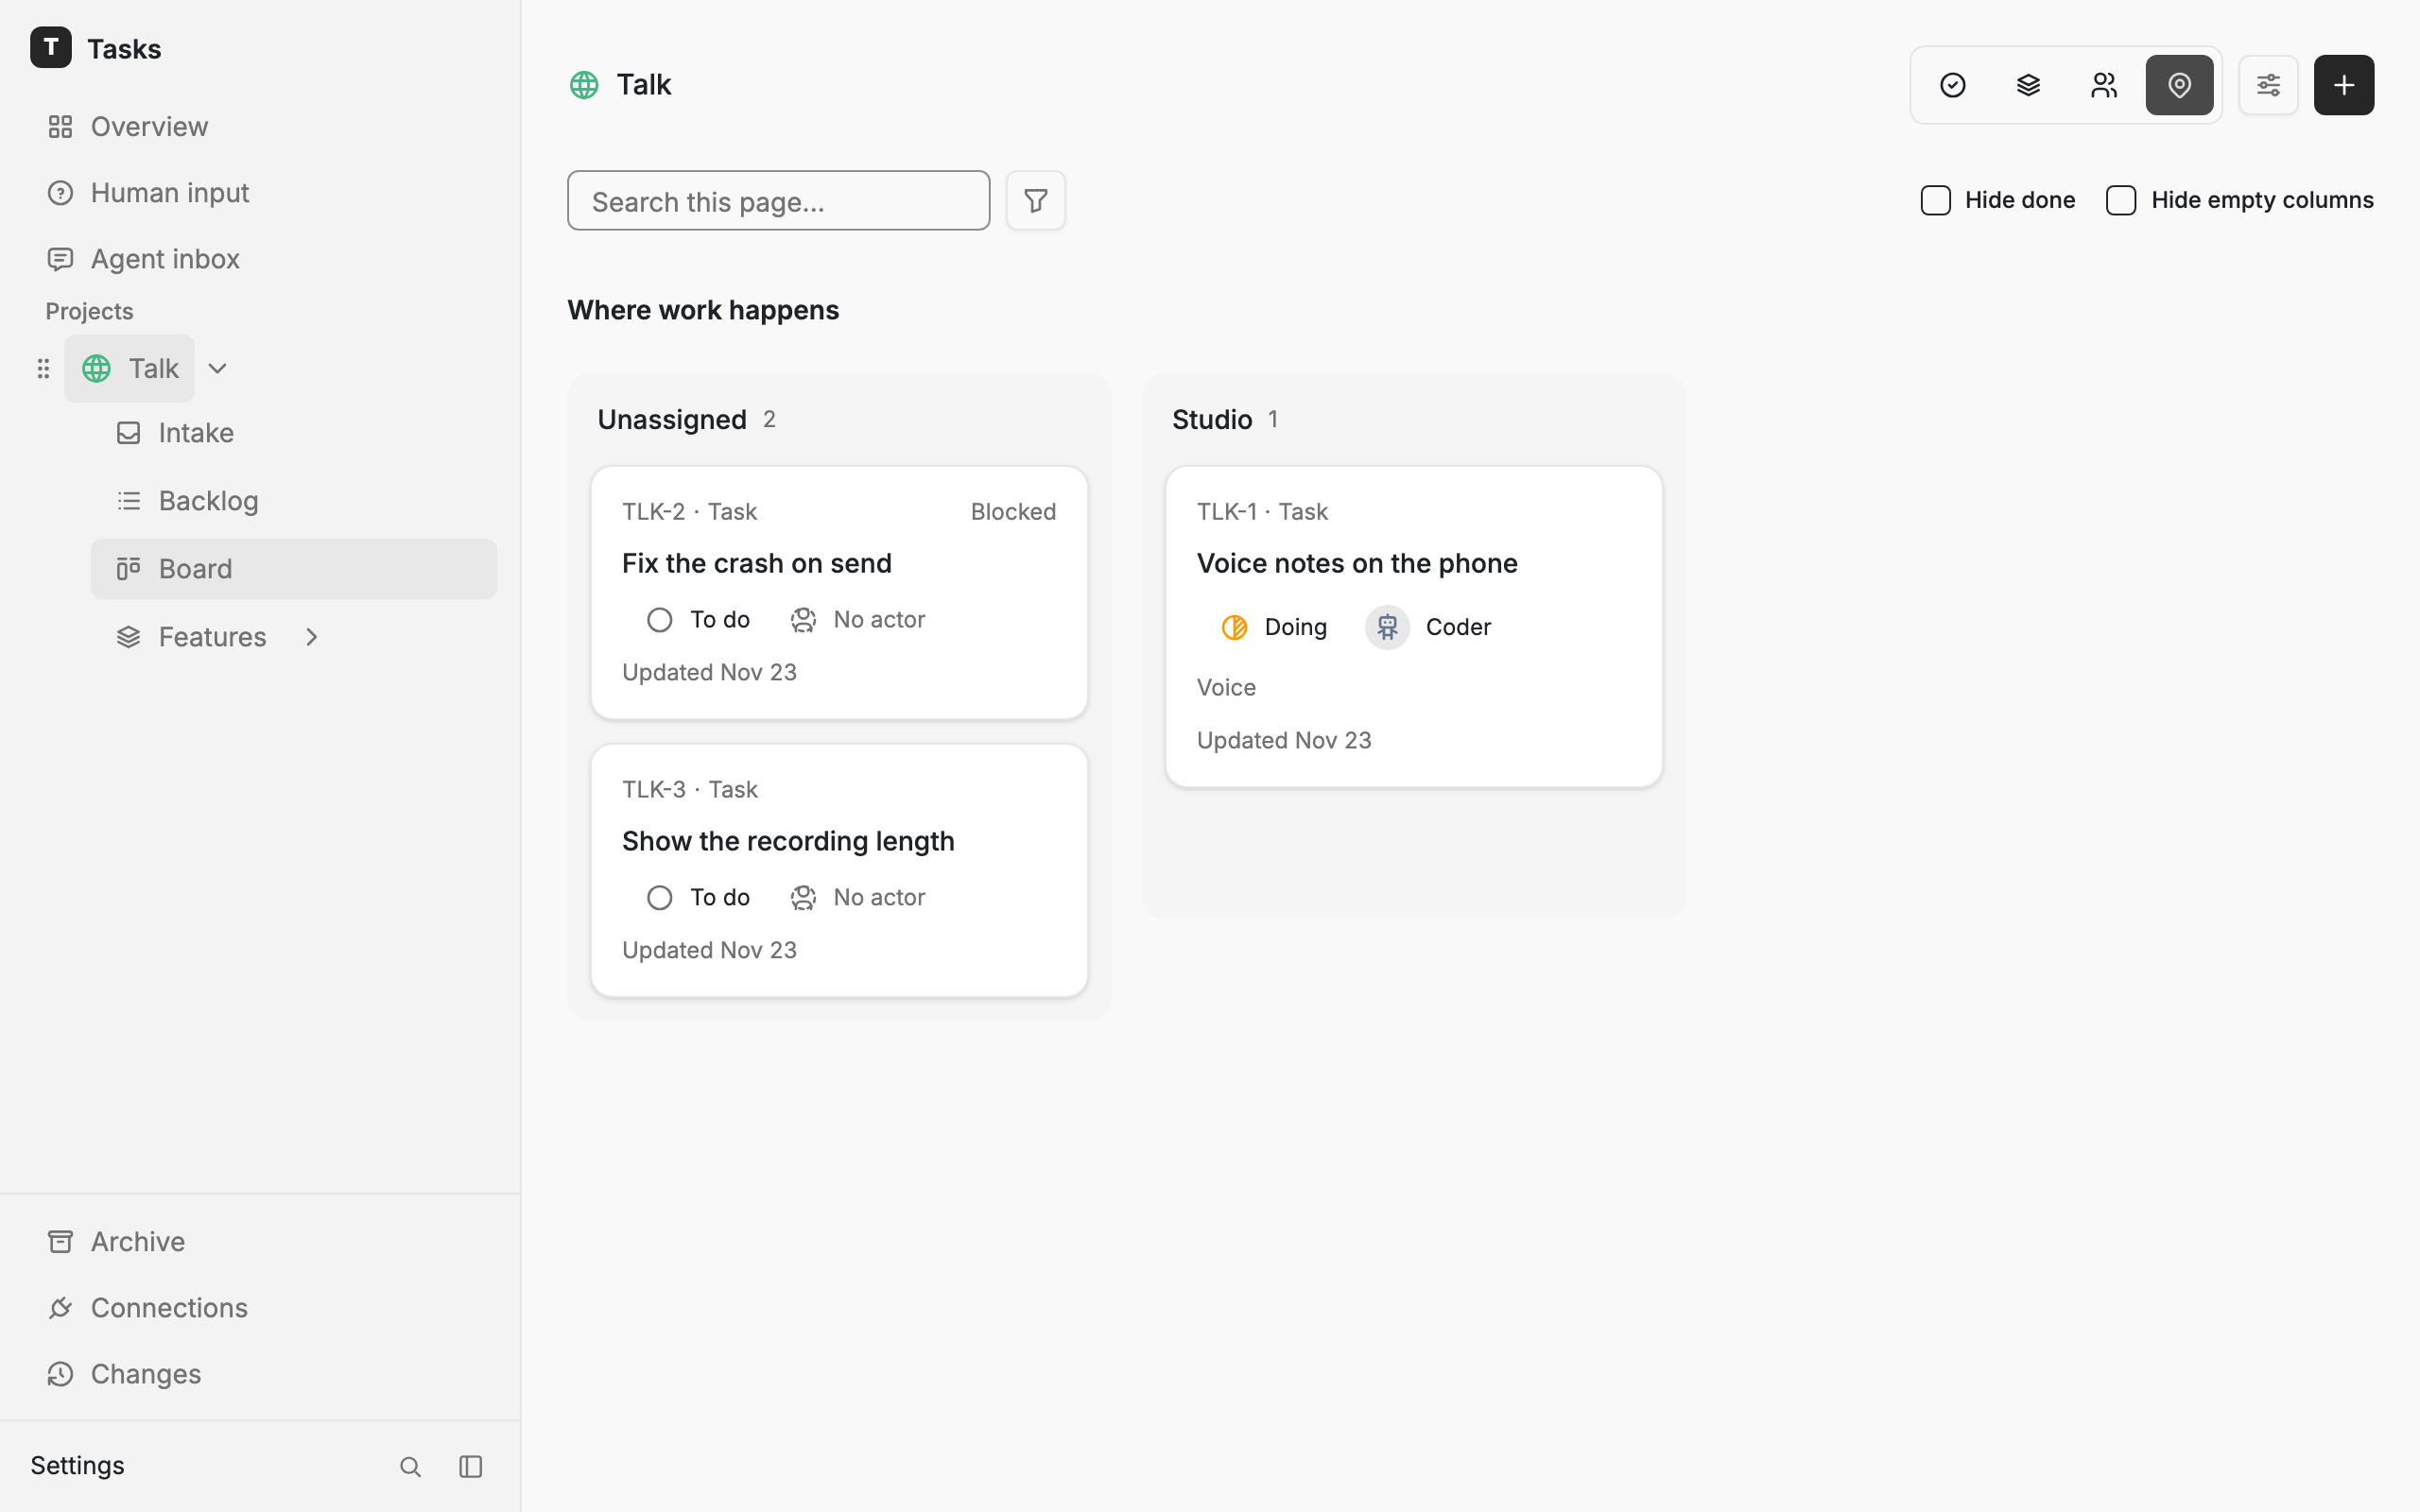 T Tasks
Overview
Human input
Agent inbox
Projects
Talk
Intake
Backlog
Board
Features
Archive
Connections
Changes
Settings
Talk
Search this page...
Hide done
Hide empty columns
Where work happens
Unassigned 2
TLK-2 · Task Blocked
Fix the crash on send
To do No actor
Updated Nov 23
TLK-3 · Task
Show the recording length
To do No actor
Updated Nov 23
Studio 1
TLK-1 · Task
Voice notes on the phone
Doing Coder
Voice
Updated Nov 23